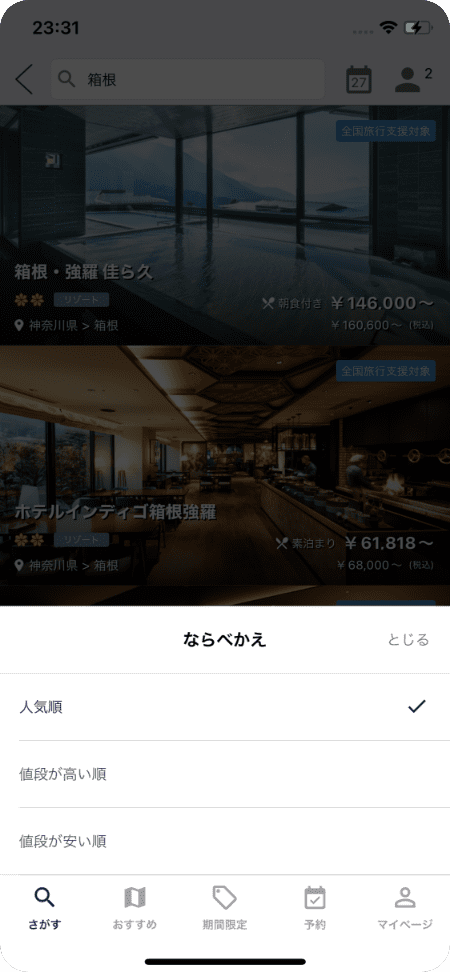 23:31
箱根
27
2
全国旅行支援対象
箱根・強羅 佳ら久
リゾート
朝食付き ¥146,000〜
神奈川県 > 箱根
¥160,600〜 (税込)
全国旅行支援対象
ホテルインディゴ箱根強羅
リゾート
素泊まり ¥61,818〜
神奈川県 > 箱根
¥68,000〜 (税込)
ならべかえ
とじる
人気順
値段が高い順
値段が安い順
さがす
おすすめ
期間限定
予約
マイページ